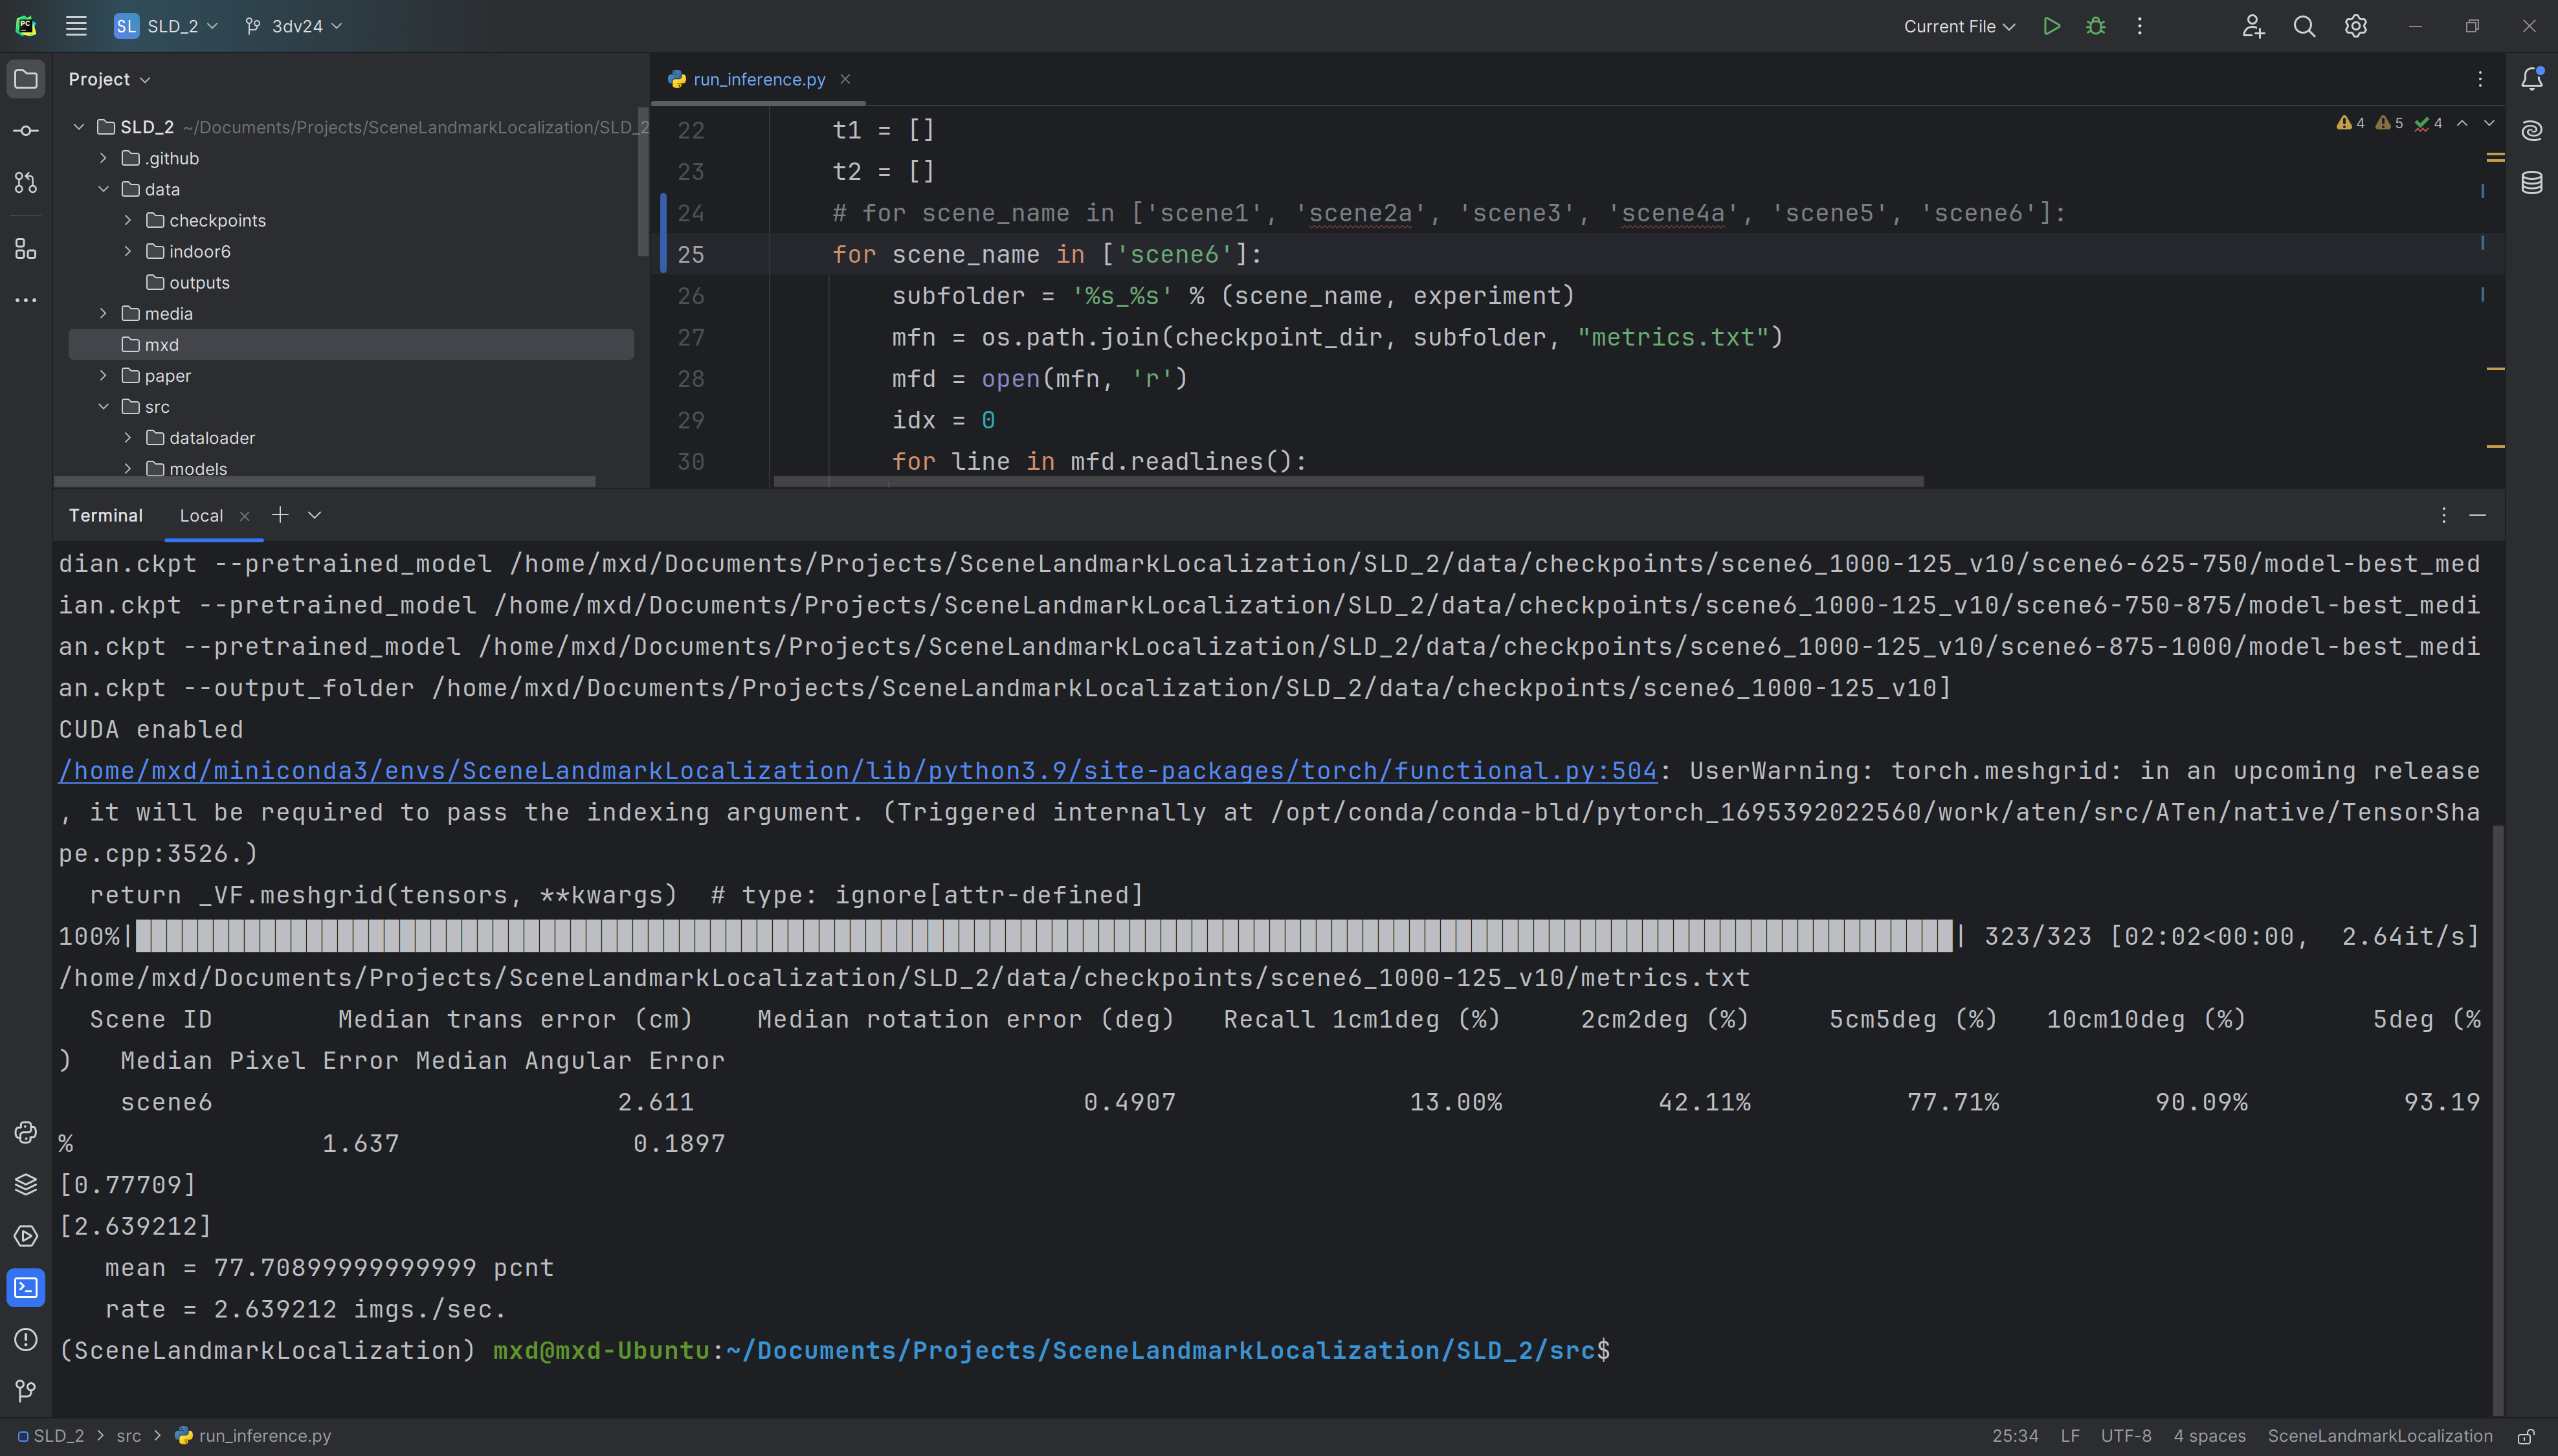 SL SLD_2 3dv24 Current File
Project
run_inference.py
SLD_2 ~/Documents/Projects/SceneLandmarkLocalization/SLD_2
.github
data
checkpoints
indoor6
outputs
media
mxd
paper
src
dataloader
models
4 5 4
22 t1 = []
23 t2 = []
24 # for scene_name in ['scene1', 'scene2a', 'scene3', 'scene4a', 'scene5', 'scene6']:
25 for scene_name in ['scene6']:
26 subfolder = '%s_%s' % (scene_name, experiment)
27 mfn = os.path.join(checkpoint_dir, subfolder, "metrics.txt")
28 mfd = open(mfn, 'r')
29 idx = 0
30 for line in mfd.readlines():
Terminal Local
dian.ckpt --pretrained_model /home/mxd/Documents/Projects/SceneLandmarkLocalization/SLD_2/data/checkpoints/scene6_1000-125_v10/scene6-625-750/model-best_med
ian.ckpt --pretrained_model /home/mxd/Documents/Projects/SceneLandmarkLocalization/SLD_2/data/checkpoints/scene6_1000-125_v10/scene6-750-875/model-best_medi
an.ckpt --pretrained_model /home/mxd/Documents/Projects/SceneLandmarkLocalization/SLD_2/data/checkpoints/scene6_1000-125_v10/scene6-875-1000/model-best_medi
an.ckpt --output_folder /home/mxd/Documents/Projects/SceneLandmarkLocalization/SLD_2/data/checkpoints/scene6_1000-125_v10]
CUDA enabled
/home/mxd/miniconda3/envs/SceneLandmarkLocalization/lib/python3.9/site-packages/torch/functional.py:504: UserWarning: torch.meshgrid: in an upcoming release
, it will be required to pass the indexing argument. (Triggered internally at /opt/conda/conda-bld/pytorch_1695392022560/work/aten/src/ATen/native/TensorSha
pe.cpp:3526.)
return _VF.meshgrid(tensors, **kwargs)  # type: ignore[attr-defined]
100%| | 323/323 [02:02<00:00,  2.64it/s]
/home/mxd/Documents/Projects/SceneLandmarkLocalization/SLD_2/data/checkpoints/scene6_1000-125_v10/metrics.txt
Scene ID Median trans error (cm) Median rotation error (deg) Recall 1cm1deg (%) 2cm2deg (%) 5cm5deg (%) 10cm10deg (%) 5deg (%
) Median Pixel Error Median Angular Error
scene6 2.611 0.4907 13.00% 42.11% 77.71% 90.09% 93.19
% 1.637 0.1897
[0.77709]
[2.639212]
mean = 77.70899999999999 pcnt
rate = 2.639212 imgs./sec.
(SceneLandmarkLocalization) mxd@mxd-Ubuntu:~/Documents/Projects/SceneLandmarkLocalization/SLD_2/src$
SLD_2 > src > run_inference.py 25:34 LF UTF-8 4 spaces SceneLandmarkLocalization